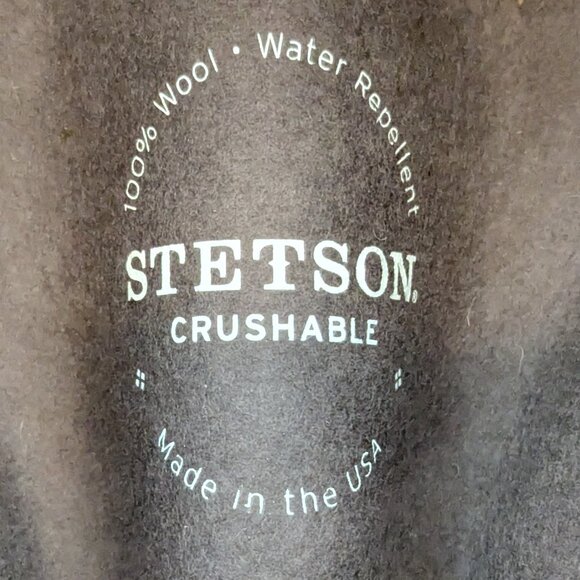 100% Wool • Water Repellent
STETSON®
CRUSHABLE
Made in the USA